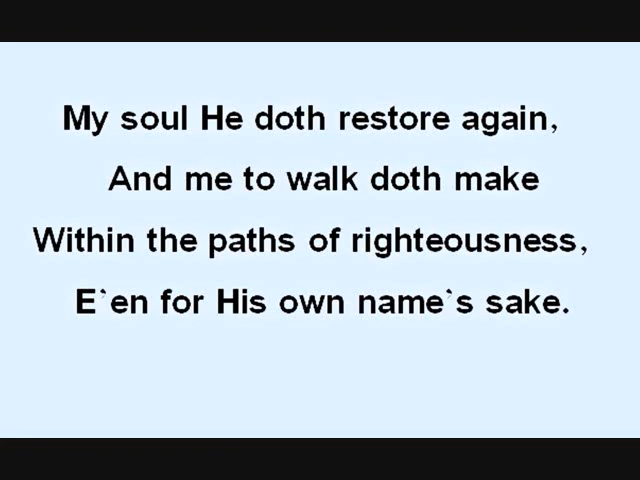 My soul He doth restore again,
And me to walk doth make
Within the paths of righteousness,
E`en for His own name`s sake.